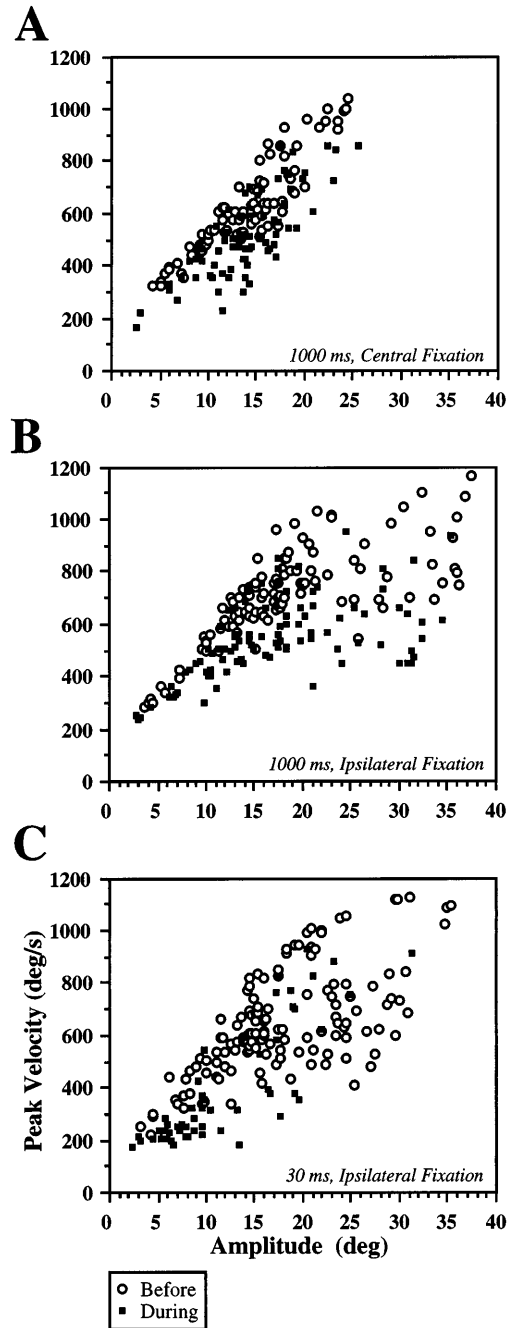 A
1200
1000
800
600
400
200
0
1000 ms, Central Fixation
0 5 10 15 20 25 30 35 40
B
1200
1000
800
600
400
200
0
1000 ms, Ipsilateral Fixation
0 5 10 15 20 25 30 35 40
C
1200
1000
800
600
400
200
0
Peak Velocity (deg/s)
30 ms, Ipsilateral Fixation
0 5 10 15 20 25 30 35 40
Amplitude (deg)
Before
During